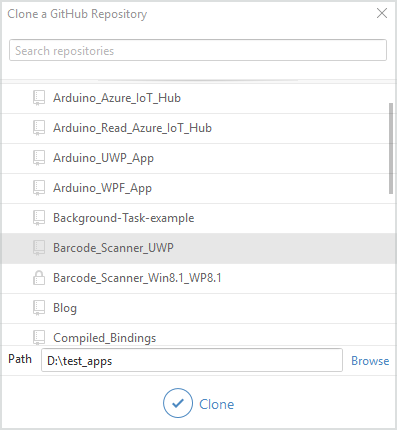 Clone a GitHub Repository
Search repositories
Arduino_Azure_IoT_Hub
Arduino_Read_Azure_IoT_Hub
Arduino_UWP_App
Arduino_WPF_App
Background-Task-example
Barcode_Scanner_UWP
Barcode_Scanner_Win8.1_WP8.1
Blog
Compiled_Bindings
Path D:\test_apps Browse
Clone